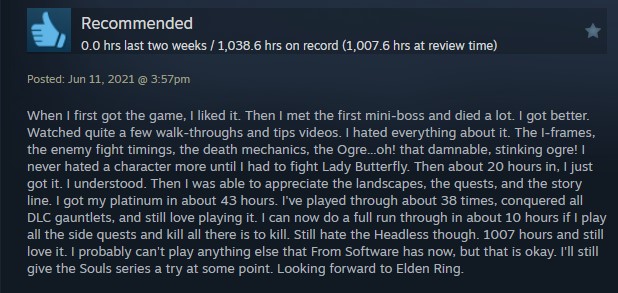 Recommended
0.0 hrs last two weeks / 1,038.6 hrs on record (1,007.6 hrs at review time)
Posted: Jun 11, 2021 @ 3:57pm
When I first got the game, I liked it. Then I met the first mini-boss and died a lot. I got better.
Watched quite a few walk-throughs and tips videos. I hated everything about it. The I-frames,
the enemy fight timings, the death mechanics, the Ogre...oh! that damnable, stinking ogre! I
never hated a character more until I had to fight Lady Butterfly. Then about 20 hours in, I just
got it. I understood. Then I was able to appreciate the landscapes, the quests, and the story
line. I got my platinum in about 43 hours. I've played through about 38 times, conquered all
DLC gauntlets, and still love playing it. I can now do a full run through in about 10 hours if I play
all the side quests and kill all there is to kill. Still hate the Headless though. 1007 hours and still
love it. I probably can't play anything else that From Software has now, but that is okay. I'll still
give the Souls series a try at some point. Looking forward to Elden Ring.